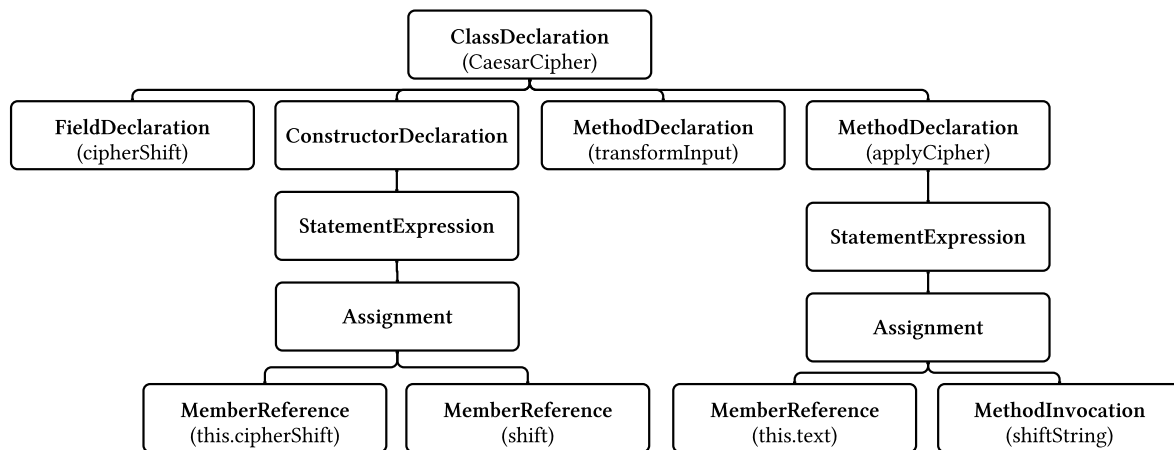 ClassDeclaration
(CaesarCipher)
FieldDeclaration
(cipherShift)
ConstructorDeclaration
MethodDeclaration
(transformInput)
MethodDeclaration
(applyCipher)
StatementExpression
StatementExpression
Assignment
Assignment
MemberReference
(this.cipherShift)
MemberReference
(shift)
MemberReference
(this.text)
MethodInvocation
(shiftString)